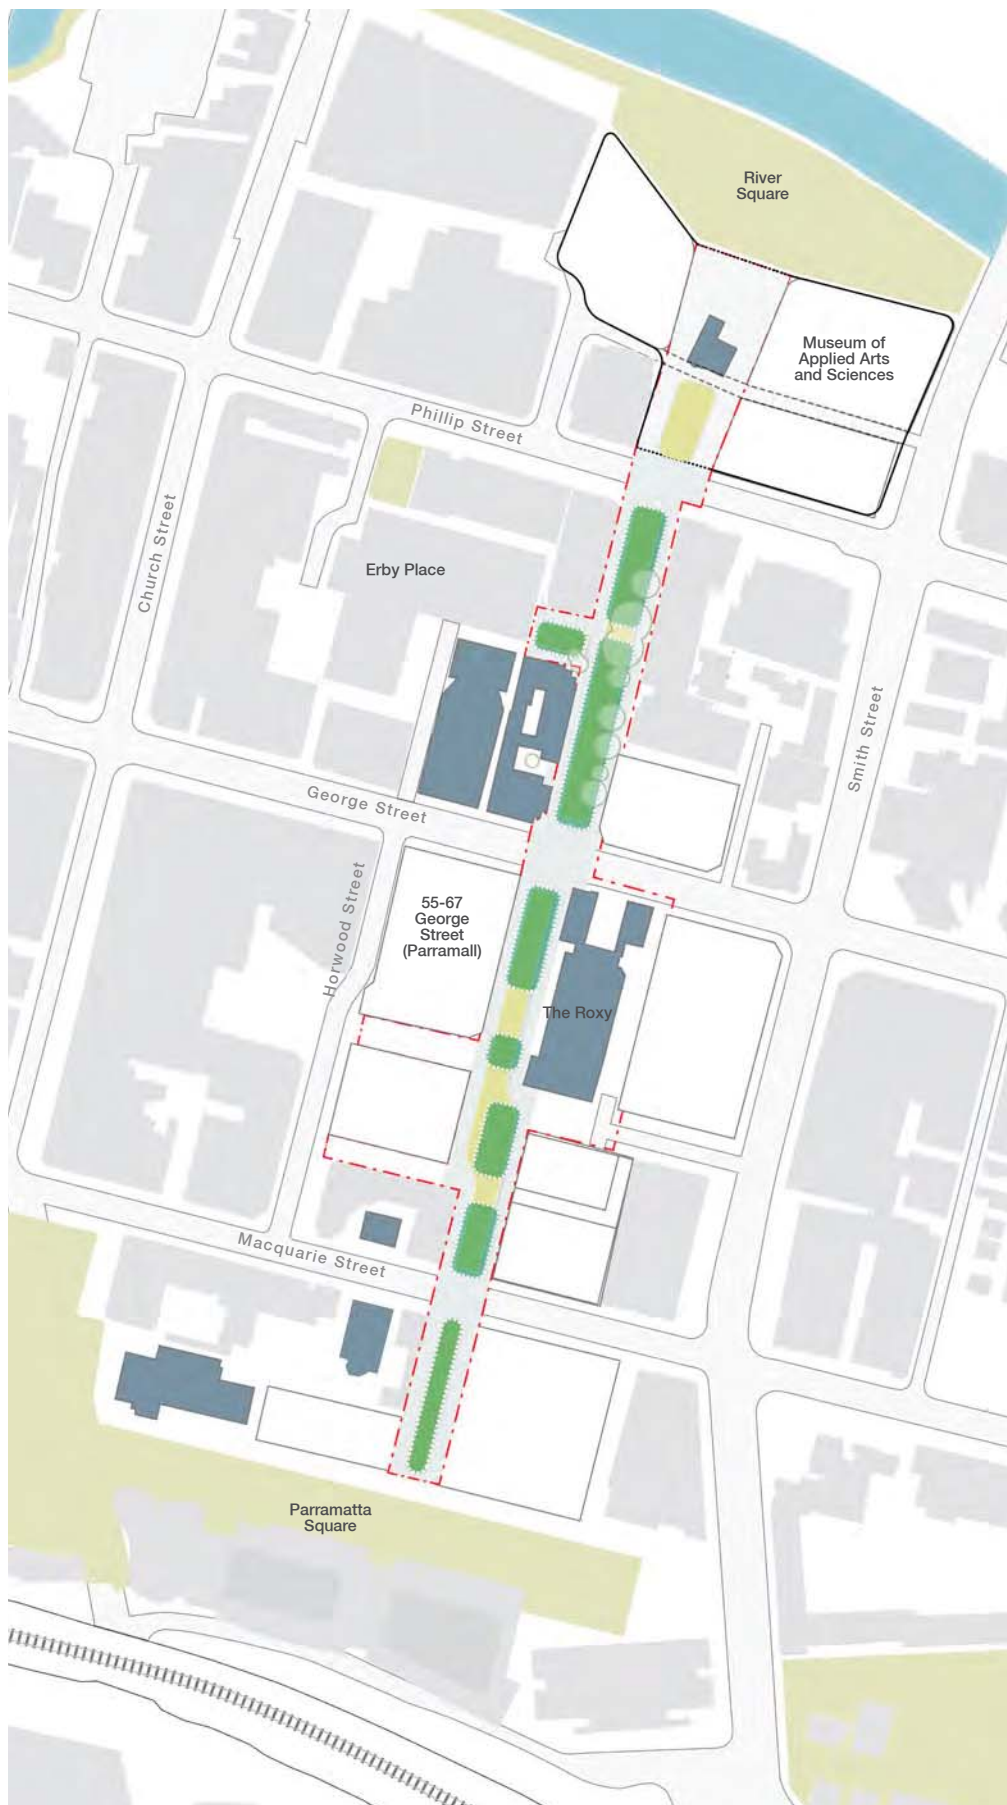 River
Square
Museum of
Applied Arts
and Sciences
Phillip Street
Church Street
Erby Place
Smith Street
George Street
Horwood Street
55-67
George
Street
(Parramall)
The Roxy
Macquarie Street
Parramatta
Square